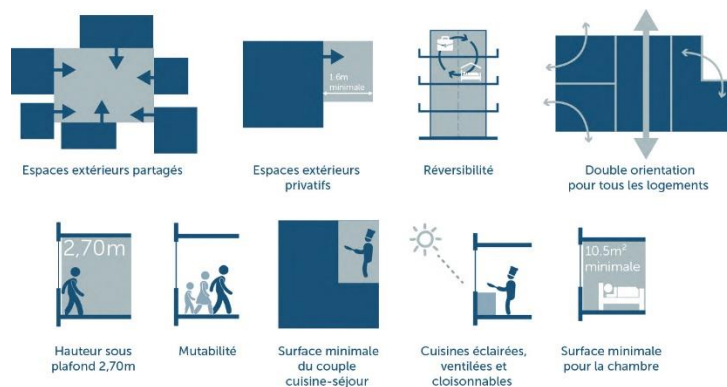 1.6m
minimale
Espaces extérieurs partagés
Espaces extérieurs
privatifs
Réversibilité
Double orientation
pour tous les logements
2,70m
10.5m²
minimale
Hauteur sous
plafond 2,70m
Mutabilité
Surface minimale
du couple
cuisine-séjour
Cuisines éclairées,
ventilées et
cloisonnables
Surface minimale
pour la chambre